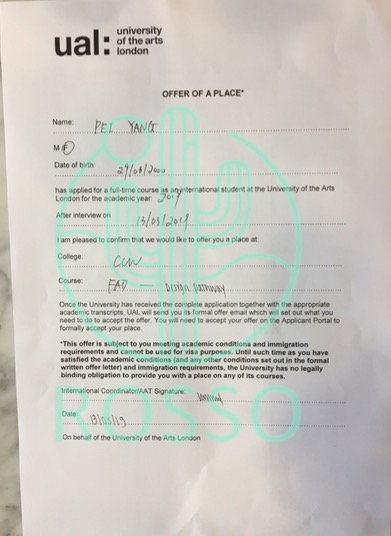 ual: university
of the arts
london
OFFER OF A PLACE*
Name: PEI YANG
M F
Date of birth: 29/08/2000
has applied for a full-time course as an international student at the University of the Arts
London for the academic year: 2019
After interview on 13/03/2019
I am pleased to confirm that we would like to offer you a place at:
College: CCW
Course: FAD — Design pathway
Once the University has received the complete application together with the appropriate
academic transcripts, UAL will send you its formal offer email which will set out what you
need to do to accept the offer. You will need to accept your offer on the Applicant Portal to
formally accept your place.
*This offer is subject to you meeting academic conditions and immigration
requirements and cannot be used for visa purposes. Until such time as you have
satisfied the academic conditions (and any other conditions set out in the formal
written offer letter) and immigration requirements, the University has no legally
binding obligation to provide you with a place on any of its courses.
International Coordinator/AAT Signature:
ROSSO
Date: 13/03/19
On behalf of the University of the Arts London